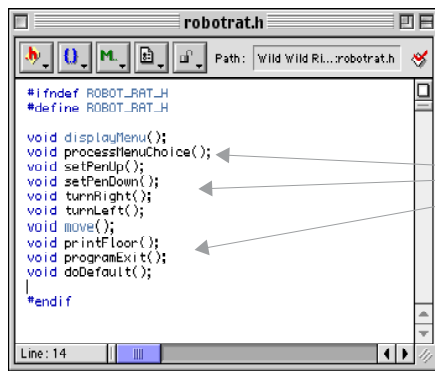 robotrat.h
h. {}. M. Path: Wild Wild Ri...:robotrat.h
#ifndef ROBOT_RAT_H
#define ROBOT_RAT_H
void displayMenu();
void processMenuChoice();
void setPenUp();
void setPenDown();
void turnRight();
void turnLeft();
void move();
void printFloor();
void programExit();
void doDefault();
#endif
Line: 14